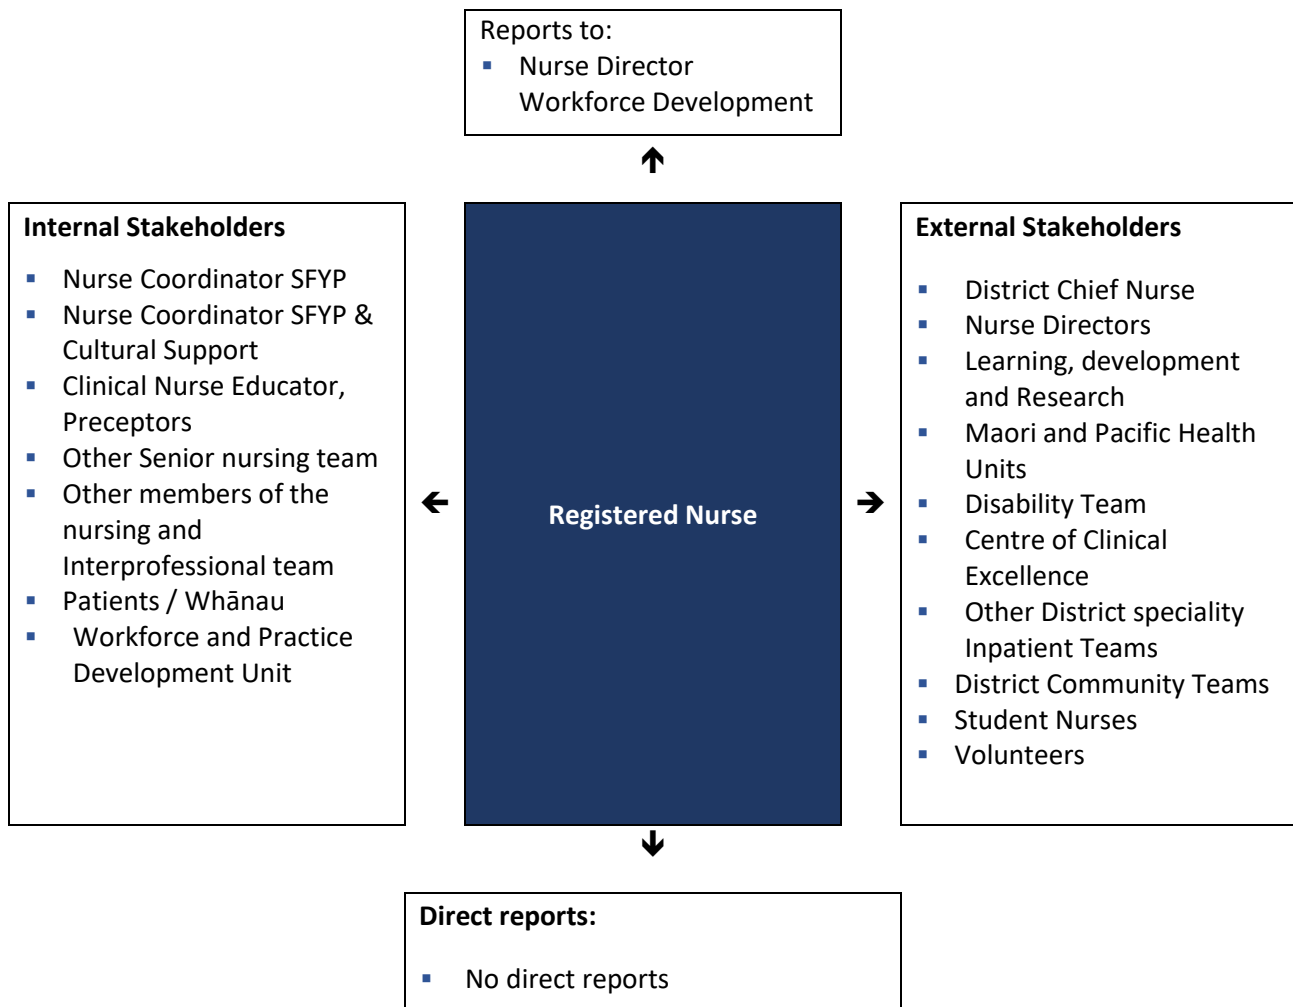 Reports to:
▪ Nurse Director
Workforce Development
Internal Stakeholders
▪ Nurse Coordinator SFYP
▪ Nurse Coordinator SFYP &
Cultural Support
▪ Clinical Nurse Educator,
Preceptors
▪ Other Senior nursing team
▪ Other members of the
nursing and
Interprofessional team
▪ Patients / Whānau
▪ Workforce and Practice
Development Unit
Registered Nurse
External Stakeholders
▪ District Chief Nurse
▪ Nurse Directors
▪ Learning, development
and Research
▪ Maori and Pacific Health
Units
▪ Disability Team
▪ Centre of Clinical
Excellence
▪ Other District speciality
Inpatient Teams
▪ District Community Teams
▪ Student Nurses
▪ Volunteers
Direct reports:
▪ No direct reports